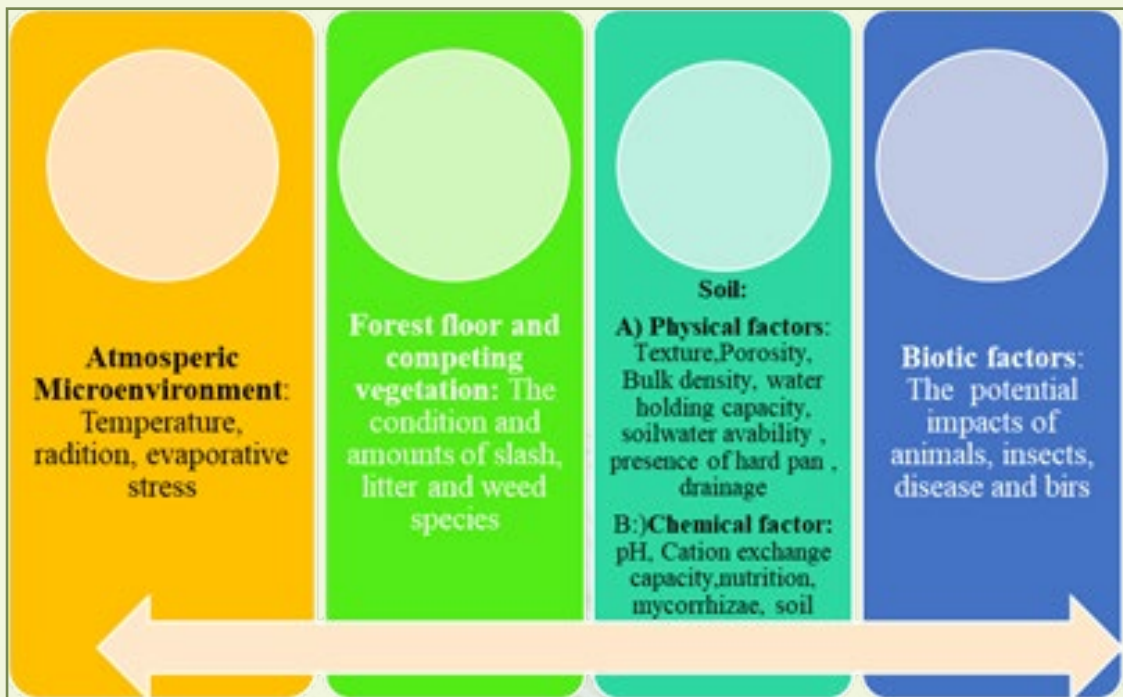 Atmosperic
Microenvironment:
Temperature,
radition, evaporative
stress
Forest floor and
competing
vegetation: The
condition and
amounts of slash,
litter and weed
species
Soil:
A) Physical factors:
Texture,Porosity,
Bulk density, water
holding capacity,
soilwater avability ,
presence of hard pan ,
drainage
B:)Chemical factor:
pH, Cation exchange
capacity,nutrition,
mycorrhizae, soil
Biotic factors:
The potential
impacts of
animals, insects,
disease and birs